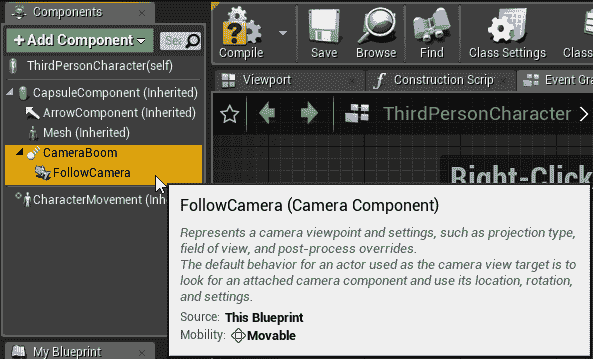 Components
+ Add Component
Sea
ThirdPersonCharacter(self)
CapsuleComponent (Inherited)
ArrowComponent (Inherited)
Mesh (Inherited)
CameraBoom
FollowCamera
CharacterMovement (Inhe
My Blueprint
Compile
Save
Browse
Find
Class Settings
Class
Viewport
Construction Scrip
Event Gra
ThirdPersonCharacter
Right-Click
FollowCamera (Camera Component)
Represents a camera viewpoint and settings, such as projection type,
field of view, and post-process overrides.
The default behavior for an actor used as the camera view target is to
look for an attached camera component and use its location, rotation,
and settings.
Source: This Blueprint
Mobility: Movable